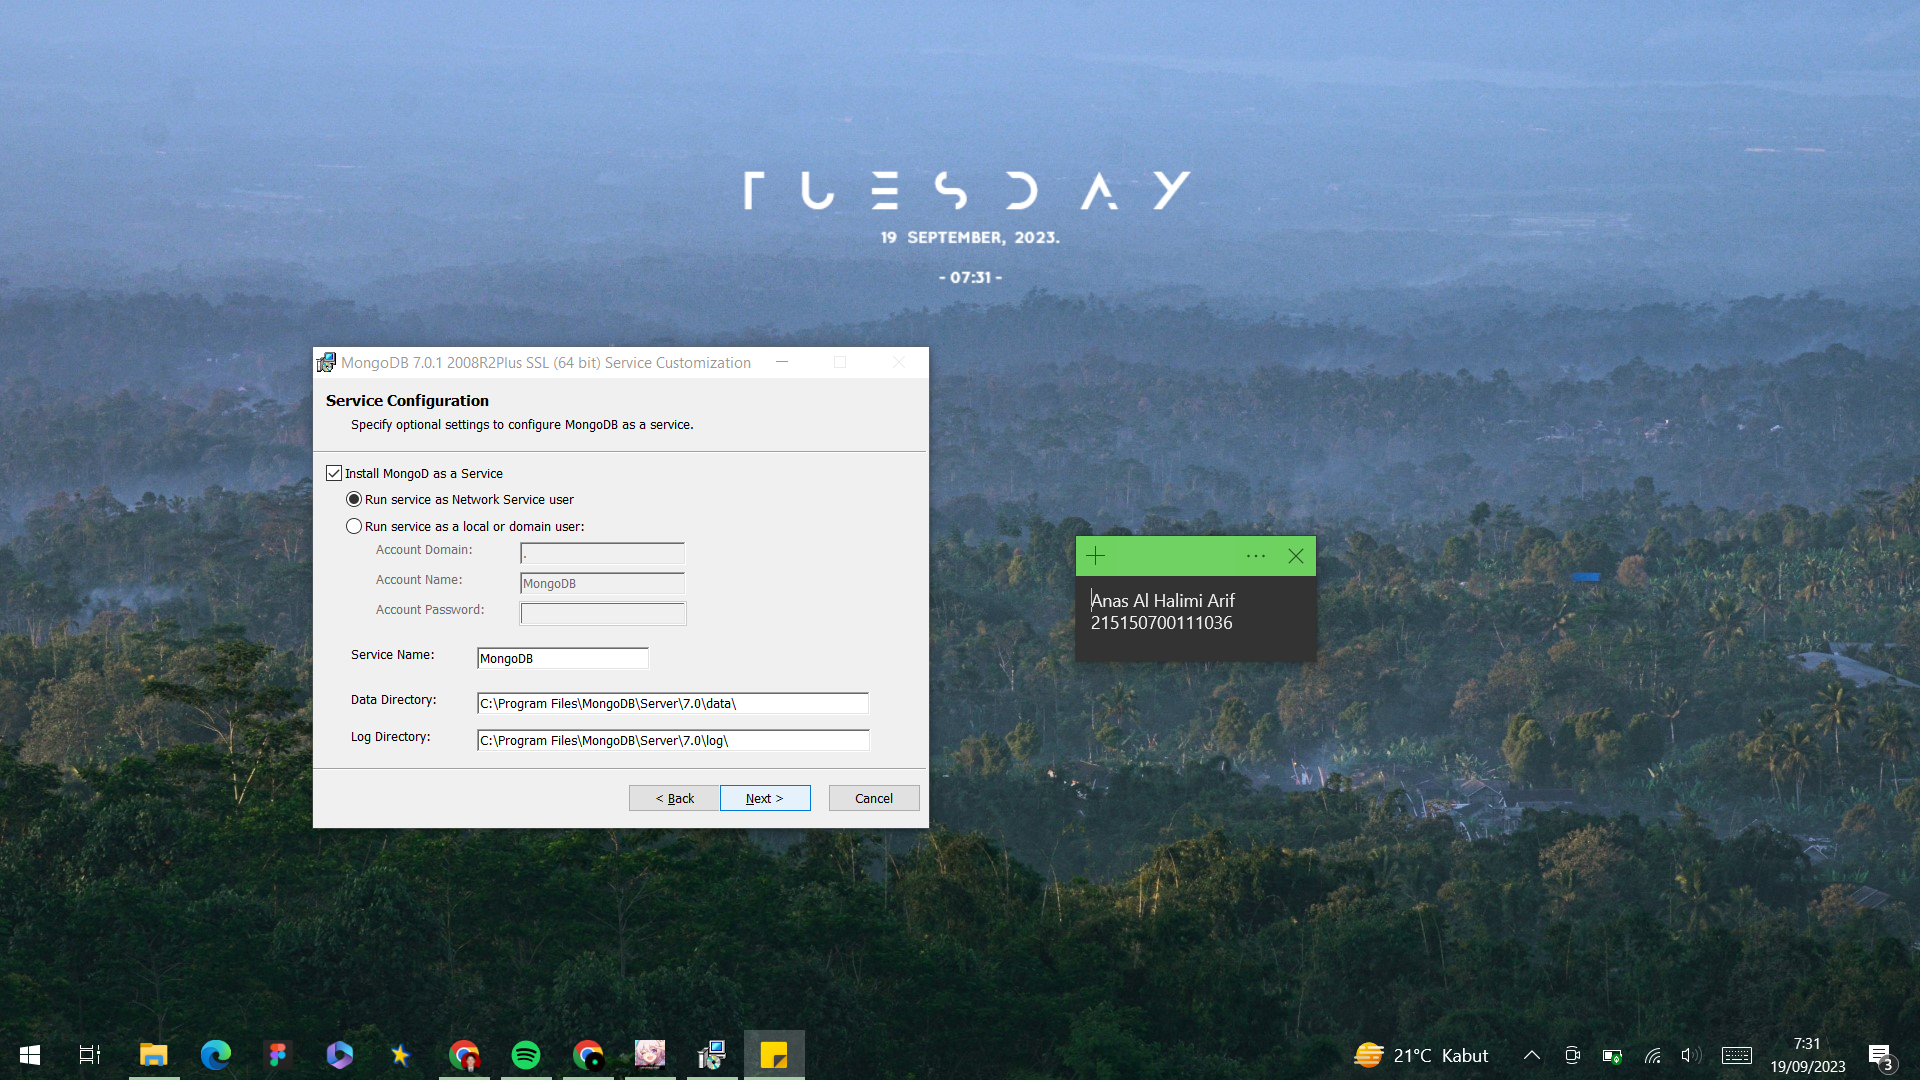 TUESDAY
19 SEPTEMBER, 2023.
- 07:31 -
MongoDB 7.0.1 2008R2Plus SSL (64 bit) Service Customization
Service Configuration
Specify optional settings to configure MongoDB as a service.
Install MongoD as a Service
Run service as Network Service user
Run service as a local or domain user:
Account Domain: .
Account Name: MongoDB
Account Password:
Service Name: MongoDB
Data Directory: C:\Program Files\MongoDB\Server\7.0\data\
Log Directory: C:\Program Files\MongoDB\Server\7.0\log\
< Back Next > Cancel
Anas Al Halimi Arif
215150700111036
21°C Kabut
7:31
19/09/2023
3